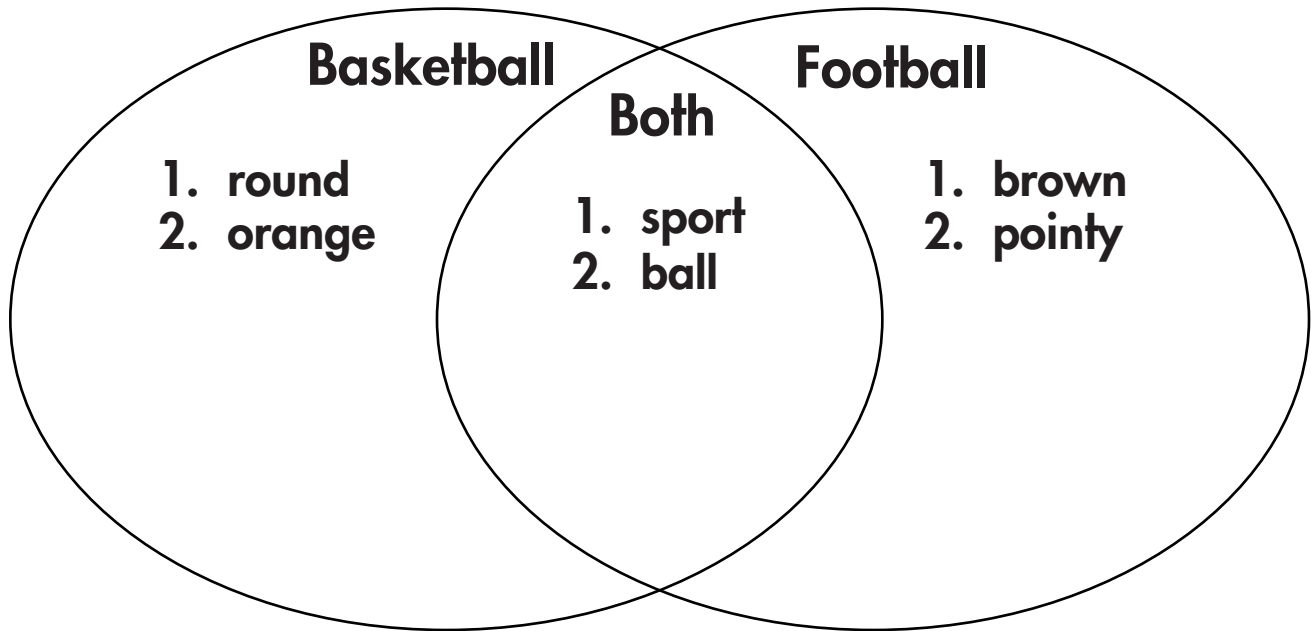 Basketball
Football
Both
1. round
2. orange
1. sport
2. ball
1. brown
2. pointy